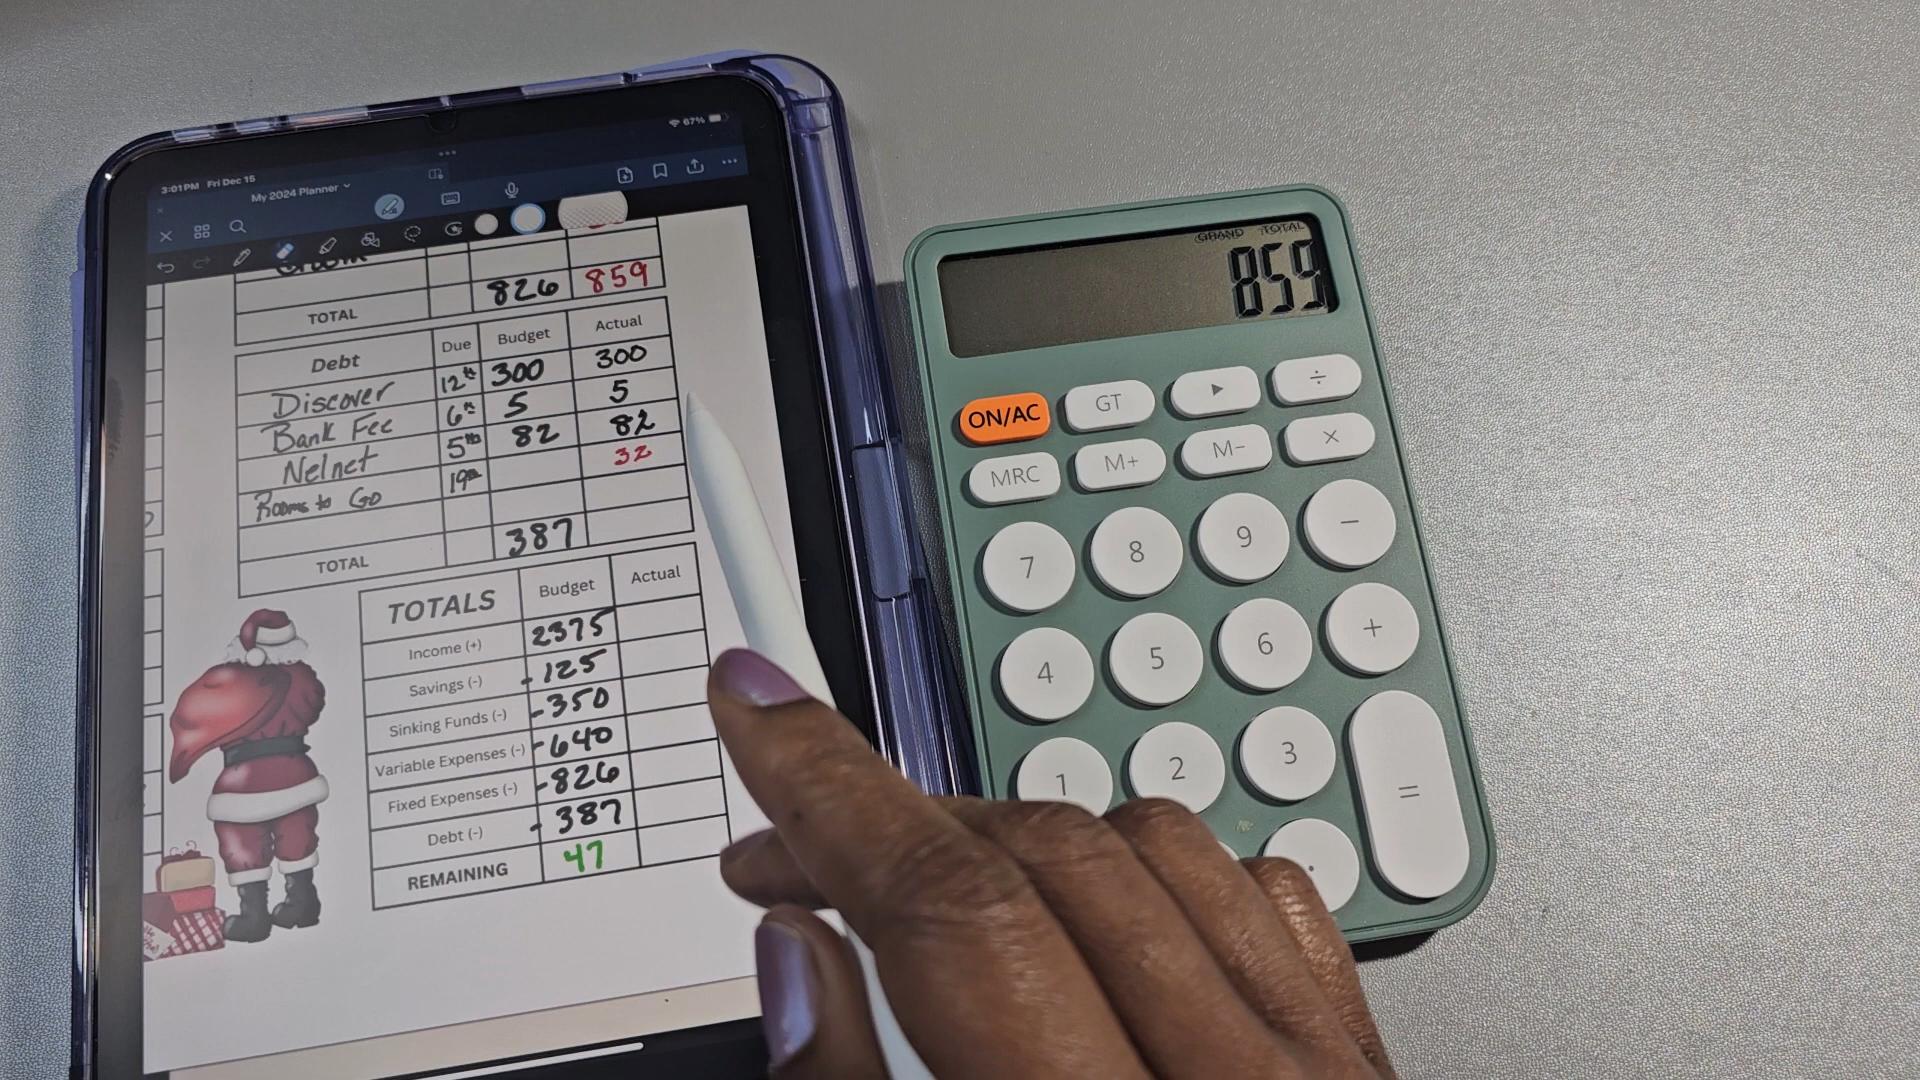 3:01PM Fri Dec 15
67%
My 2024 Planner
826 859
TOTAL
Debt Due Budget Actual
Discover 12th 300 300
Bank Fee 6th 5 5
Nelnet 5th 82 82
Rooms to Go 19th 32
TOTAL 387
TOTALS Budget Actual
Income (+) 2375
Savings (-) -125
Sinking Funds (-) -350
Variable Expenses (-) -640
Fixed Expenses (-) -826
Debt (-) -387
REMAINING 47
GRAND TOTAL
859
ON/AC GT ▶ ÷
MRC M+ M- ×
7 8 9 −
4 5 6 +
1 2 3 =
.